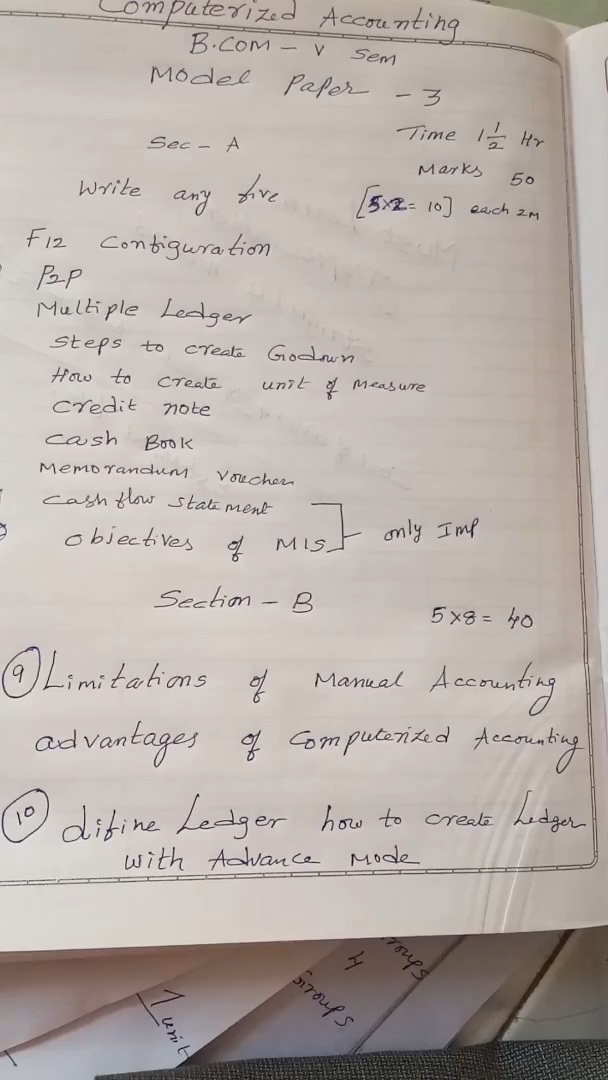 Computerized Accounting
B.COM - V Sem
Model Paper - 3
Sec - A
Time 1 1/2 Hr
Marks 50
Write any five [5×2= 10] each 2M
F12 Configuration
P2P
Multiple Ledger
Steps to create Godown
How to create unit of Measure
credit note
cash Book
Memorandum Voucher
cash flow statement
objectives of MIS
only Imp
Section - B
5×8= 40
9 Limitations of Manual Accounting
advantages of Computerized Accounting
10 difine Ledger how to create Ledger
with Advance Mode
Groups
4
Groups
1 unit